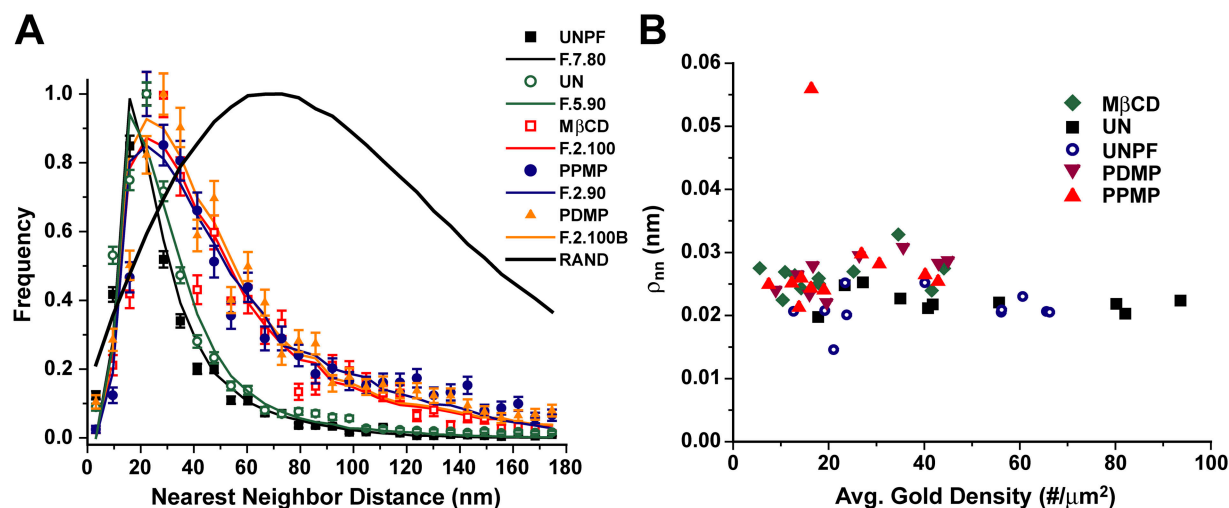 A
UNPF
F.7.80
UN
F.5.90
MβCD
F.2.100
PPMP
F.2.90
PDMP
F.2.100B
RAND
Frequency
1.0
0.8
0.6
0.4
0.2
0.0
0 20 40 60 80 100 120 140 160 180
Nearest Neighbor Distance (nm)
B
MβCD
UN
UNPF
PDMP
PPMP
ρnn (nm)
0.06
0.05
0.04
0.03
0.02
0.01
0.00
0 20 40 60 80 100
Avg. Gold Density (#/μm²)